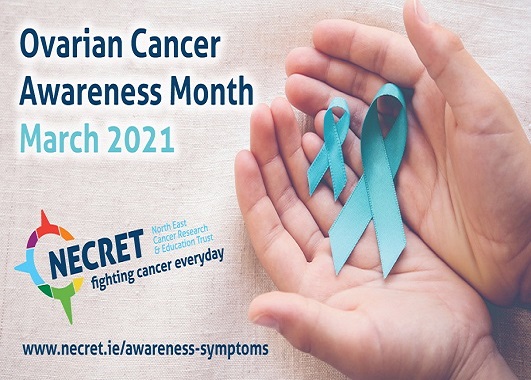 Ovarian Cancer
Awareness Month
March 2021
NECRET
North East
Cancer Research
& Education Trust
fighting cancer everyday
www.necret.ie/awareness-symptoms